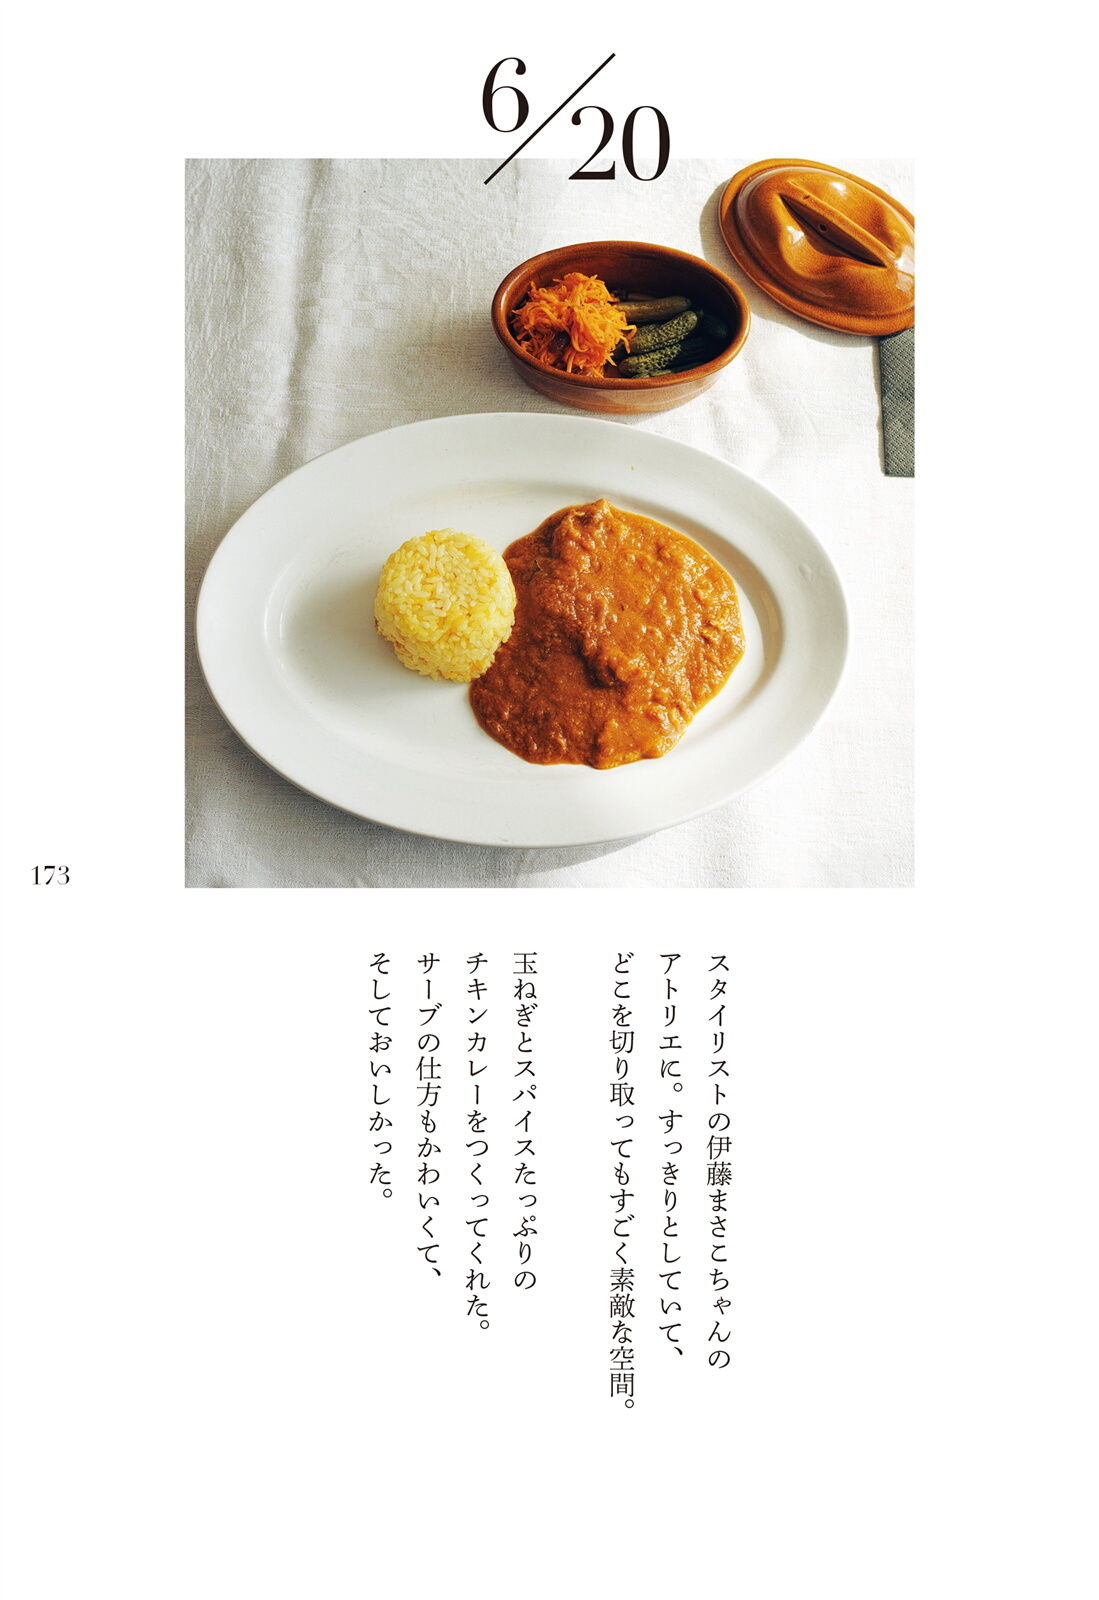 6/20
スタイリストの伊藤まさこちゃんの
アトリエに。すっきりとしていて、
どこを切り取ってもすごく素敵な空間。
玉ねぎとスパイスたっぷりの
チキンカレーをつくってくれた。
サーブの仕方もかわいくて、
そしておいしかった。
173